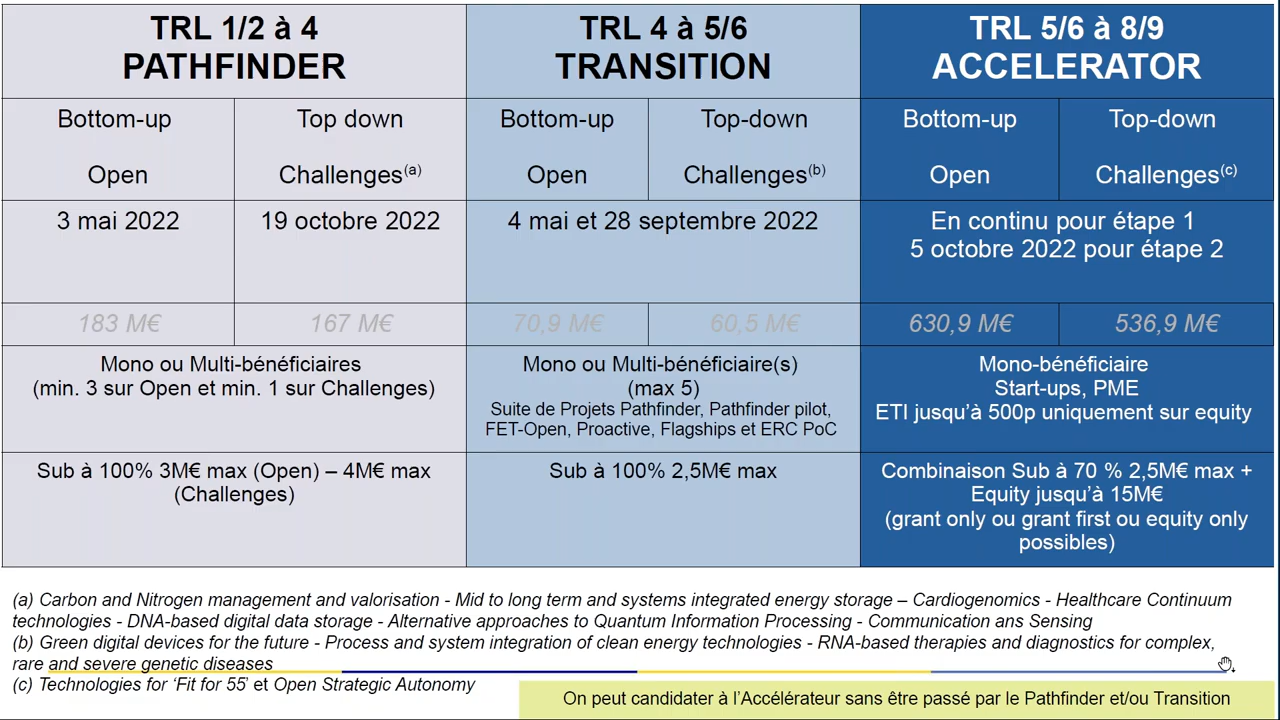 TRL 1/2 à 4
PATHFINDER
TRL 4 à 5/6
TRANSITION
TRL 5/6 à 8/9
ACCELERATOR
Bottom-up
Open
Top down
Challenges(a)
Bottom-up
Open
Top-down
Challenges(b)
Bottom-up
Open
Top-down
Challenges(c)
3 mai 2022
19 octobre 2022
4 mai et 28 septembre 2022
En continu pour étape 1
5 octobre 2022 pour étape 2
183 M€
167 M€
70,9 M€
60,5 M€
630,9 M€
536,9 M€
Mono ou Multi-bénéficiaires
(min. 3 sur Open et min. 1 sur Challenges)
Mono ou Multi-bénéficiaire(s)
(max 5)
Suite de Projets Pathfinder, Pathfinder pilot,
FET-Open, Proactive, Flagships et ERC PoC
Mono-bénéficiaire
Start-ups, PME
ETI jusqu’à 500p uniquement sur equity
Sub à 100% 3M€ max (Open) – 4M€ max
(Challenges)
Sub à 100% 2,5M€ max
Combinaison Sub à 70 % 2,5M€ max +
Equity jusqu’à 15M€
(grant only ou grant first ou equity only
possibles)
(a) Carbon and Nitrogen management and valorisation - Mid to long term and systems integrated energy storage – Cardiogenomics - Healthcare Continuum
technologies - DNA-based digital data storage - Alternative approaches to Quantum Information Processing - Communication ans Sensing
(b) Green digital devices for the future - Process and system integration of clean energy technologies - RNA-based therapies and diagnostics for complex,
rare and severe genetic diseases
(c) Technologies for ‘Fit for 55’ et Open Strategic Autonomy
On peut candidater à l’Accélérateur sans être passé par le Pathfinder et/ou Transition